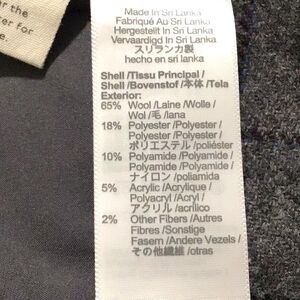 r the
er for
e.
Made In Sri Lanka
Fabriqué Au Sri Lanka
Hergestellt In Sri Lanka
Vervaardigd In Sri Lanka
スリランカ製
hecho en sri lanka
Shell /Tissu Principal /
Shell /Bovenstof /本体 /Tela
Exterior:
65% Wool /Laine /Wolle /
Wol /毛 /lana
18% Polyester /Polyester /
Polyester /Polyester /
ポリエステル /poliéster
10% Polyamide /Polyamide /
Polyamid /Polyamide /
ナイロン /poliamida
5% Acrylic /Acrylique /
Polyacryl /Acryl /
アクリル /acrílico
2% Other Fibers /Autres
Fibres /Sonstige
Fasern /Andere Vezels /
その他繊維 /otras